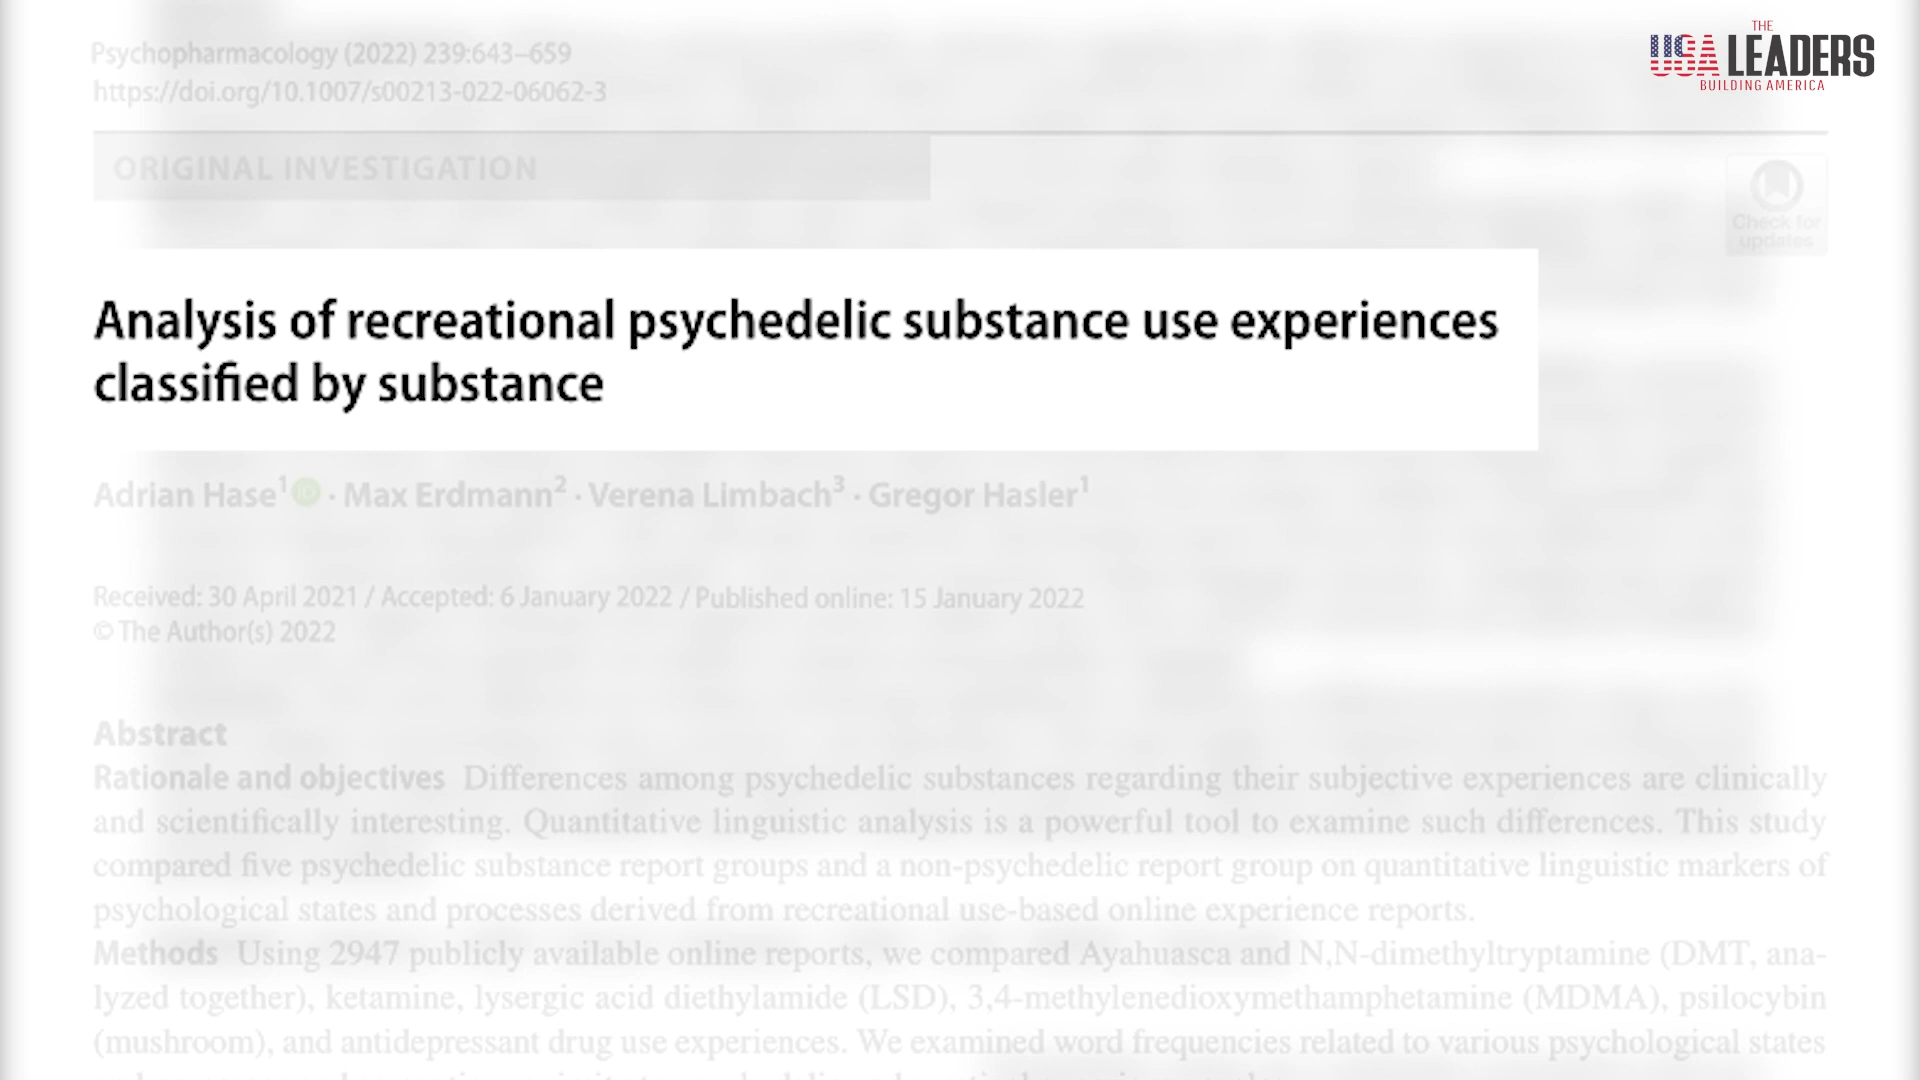 Psychopharmacology (2022) 239:643–659
https://doi.org/10.1007/s00213-022-06062-3
THE
USA LEADERS
BUILDING AMERICA
ORIGINAL INVESTIGATION
Check for
updates
Analysis of recreational psychedelic substance use experiences
classified by substance
Adrian Hase1 iD · Max Erdmann2 · Verena Limbach3 · Gregor Hasler1
Received: 30 April 2021 / Accepted: 6 January 2022 / Published online: 15 January 2022
© The Author(s) 2022
Abstract
Rationale and objectives Differences among psychedelic substances regarding their subjective experiences are clinically
and scientifically interesting. Quantitative linguistic analysis is a powerful tool to examine such differences. This study
compared five psychedelic substance report groups and a non-psychedelic report group on quantitative linguistic markers of
psychological states and processes derived from recreational use-based online experience reports.
Methods Using 2947 publicly available online reports, we compared Ayahuasca and N,N-dimethyltryptamine (DMT, ana-
lyzed together), ketamine, lysergic acid diethylamide (LSD), 3,4-methylenedioxymethamphetamine (MDMA), psilocybin
(mushroom), and antidepressant drug use experiences. We examined word frequencies related to various psychological states